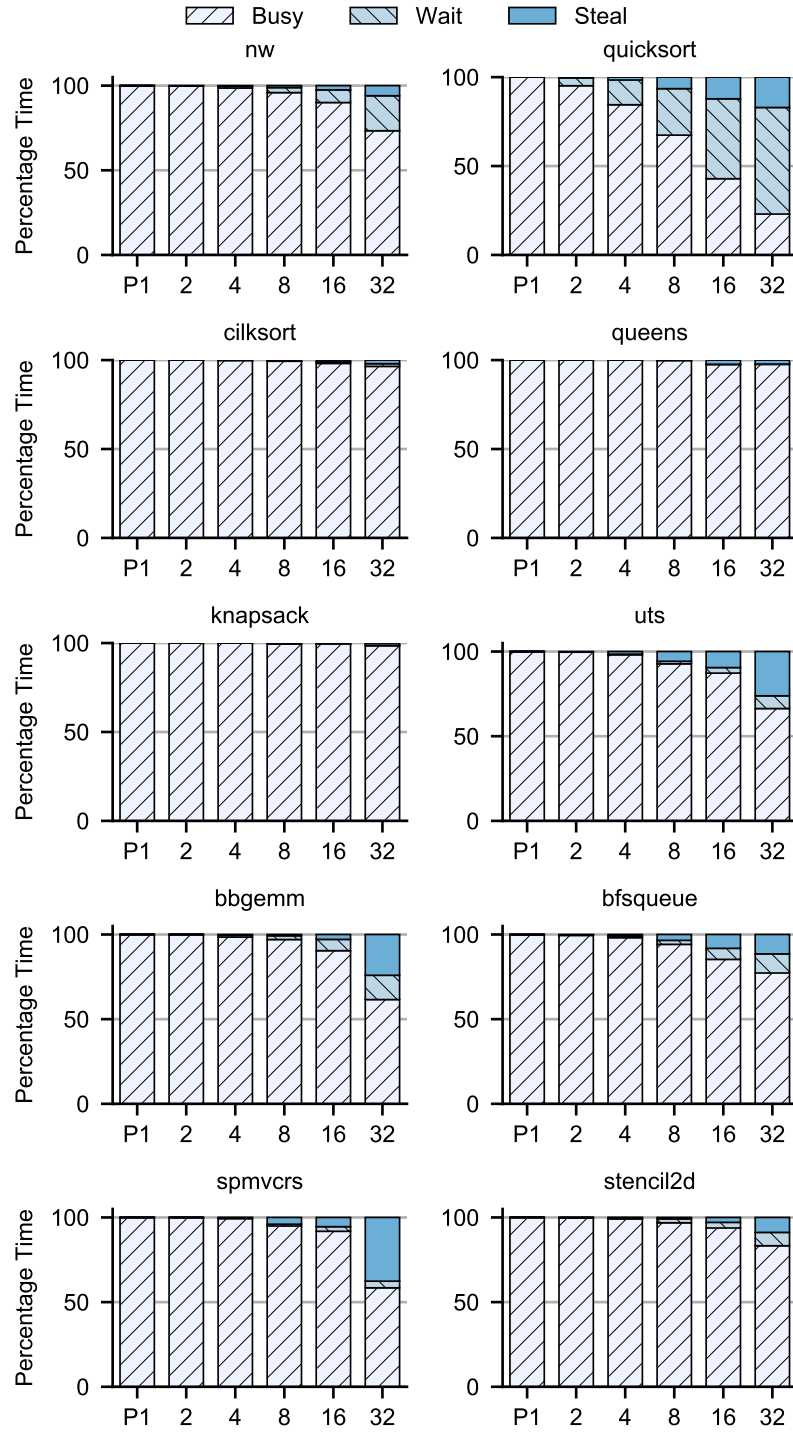 Busy Wait Steal
nw quicksort
Percentage Time
100 100
50 50
0 0
P1 2 4 8 16 32 P1 2 4 8 16 32
cilksort queens
Percentage Time
100 100
50 50
0 0
P1 2 4 8 16 32 P1 2 4 8 16 32
knapsack uts
Percentage Time
100 100
50 50
0 0
P1 2 4 8 16 32 P1 2 4 8 16 32
bbgemm bfsqueue
Percentage Time
100 100
50 50
0 0
P1 2 4 8 16 32 P1 2 4 8 16 32
spmvcrs stencil2d
Percentage Time
100 100
50 50
0 0
P1 2 4 8 16 32 P1 2 4 8 16 32